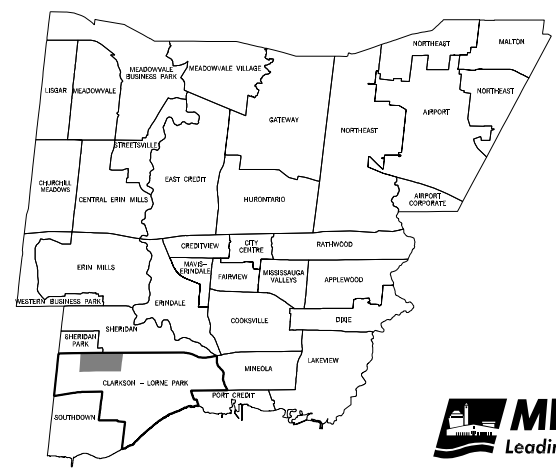 NORTHEAST
MALTON
MEADOWVALE
BUSINESS PARK
MEADOWVALE VILLAGE
LISGAR
MEADOWVALE
NORTHEAST
AIRPORT
GATEWAY
NORTHEAST
STREETSVILLE
EAST CREDIT
CHURCHILL
MEADOWS
CENTRAL ERIN MILLS
HURONTARIO
AIRPORT
CORPORATE
CREDITVIEW
CITY
CENTRE
RATHWOOD
ERIN MILLS
MAVIS-
ERINDALE
FAIRVIEW
MISSISSAUGA
VALLEYS
APPLEWOOD
WESTERN BUSINESS PARK
ERINDALE
SHERIDAN
COOKSVILLE
DIXIE
SHERIDAN
PARK
LAKEVIEW
MINEOLA
CLARKSON - LORNE PARK
PORT CREDIT
SOUTHDOWN
Leadin